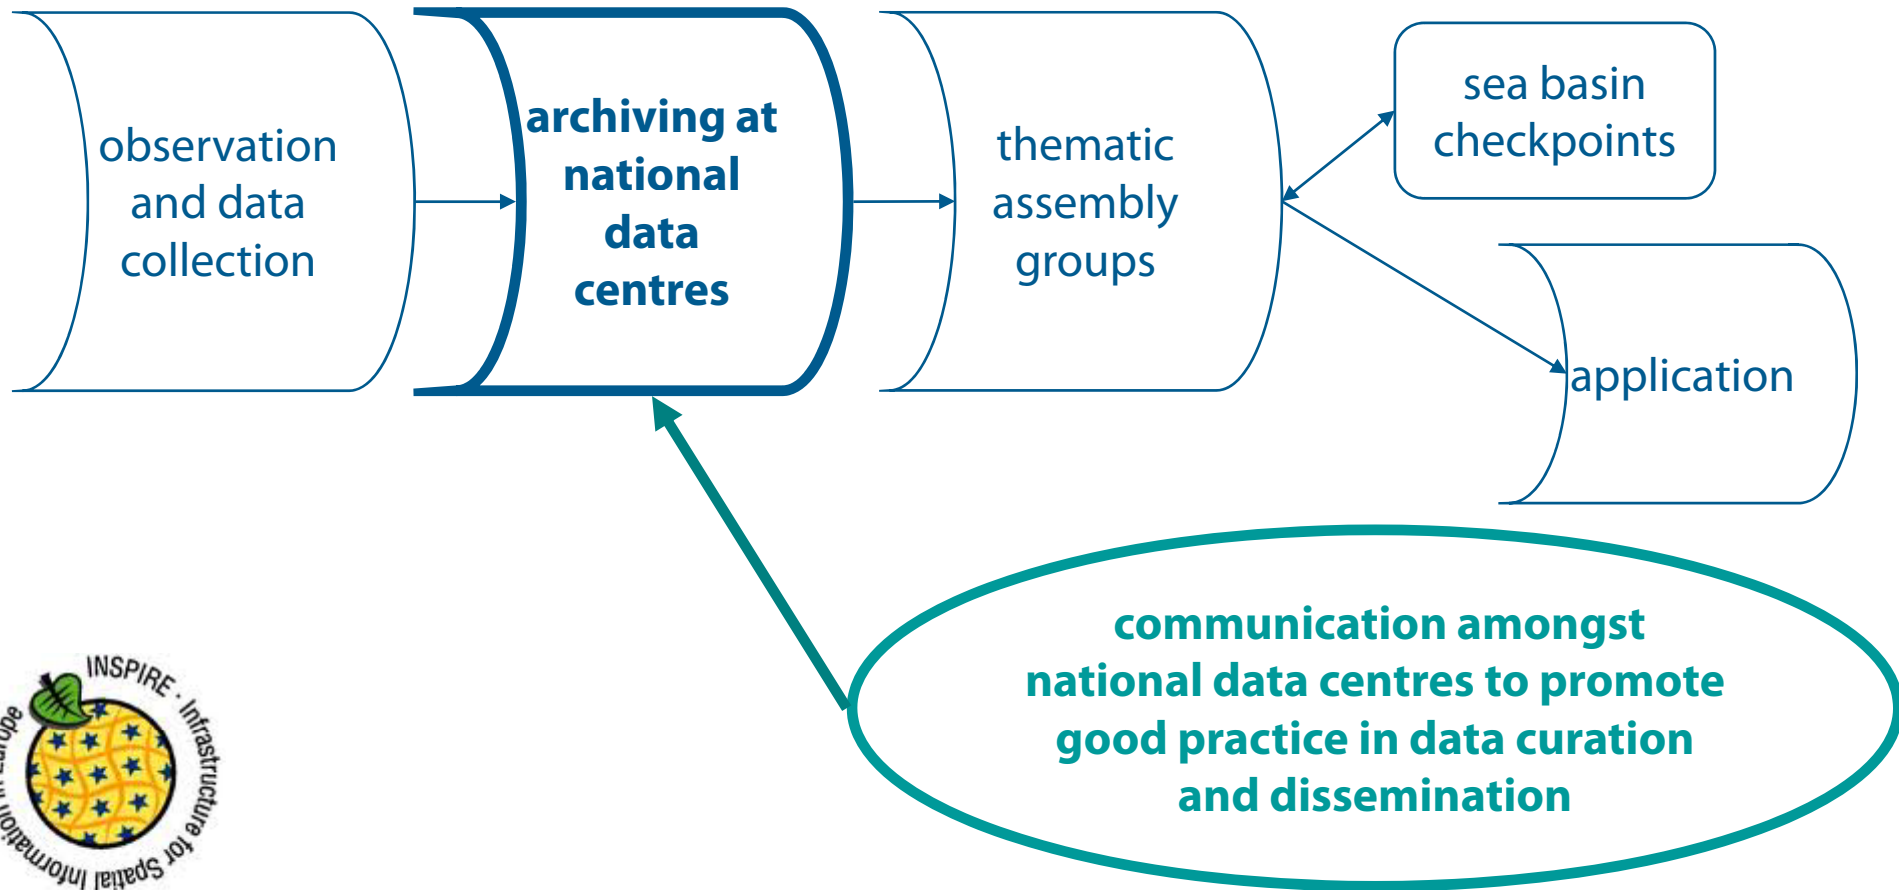 observation
and data
collection
archiving at
national
data
centres
thematic
assembly
groups
sea basin
checkpoints
application
communication amongst
national data centres to promote
good practice in data curation
and dissemination
INSPIRE · Infrastructure for Spatial Information in Europe